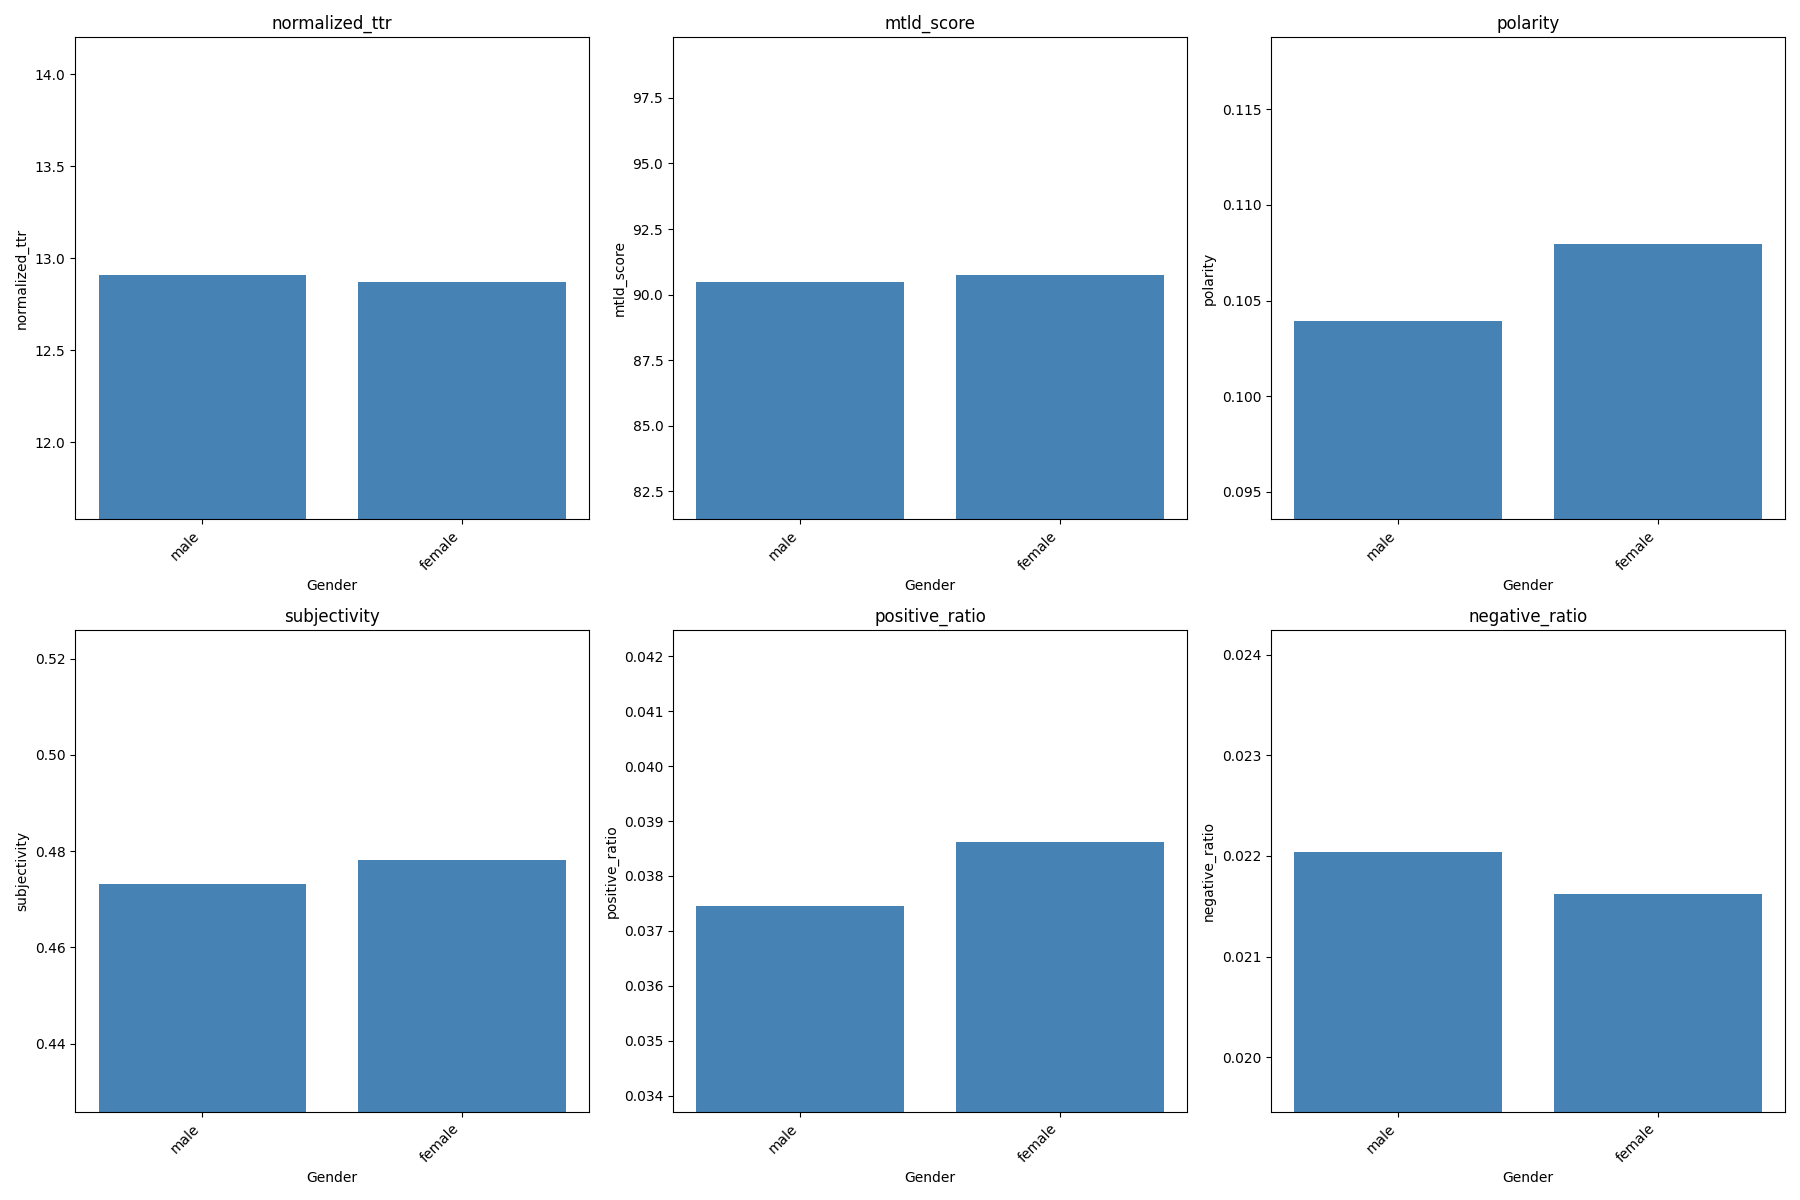 normalized_ttr
14.0
13.5
13.0
12.5
12.0
normalized_ttr
male
female
Gender
mtld_score
97.5
95.0
92.5
90.0
87.5
85.0
82.5
mtld_score
male
female
Gender
polarity
0.115
0.110
0.105
0.100
0.095
polarity
male
female
Gender
subjectivity
0.52
0.50
0.48
0.46
0.44
subjectivity
male
female
Gender
positive_ratio
0.042
0.041
0.040
0.039
0.038
0.037
0.036
0.035
0.034
positive_ratio
male
female
Gender
negative_ratio
0.024
0.023
0.022
0.021
0.020
negative_ratio
male
female
Gender